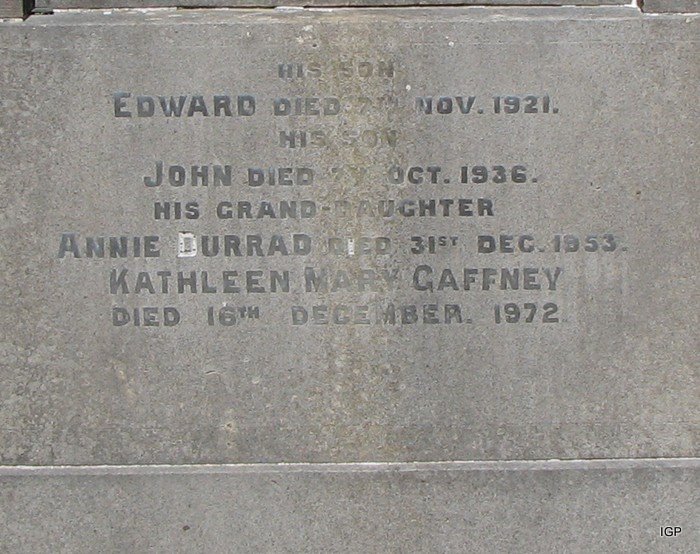 HIS SON
EDWARD DIED 7TH NOV. 1921.
HIS SON
JOHN DIED OCT. 1936.
HIS GRAND-DAUGHTER
ANNIE DURRAD DIED 31ST DEC. 1953.
KATHLEEN MARY GAFFNEY
DIED 16TH DECEMBER. 1972.
IGP